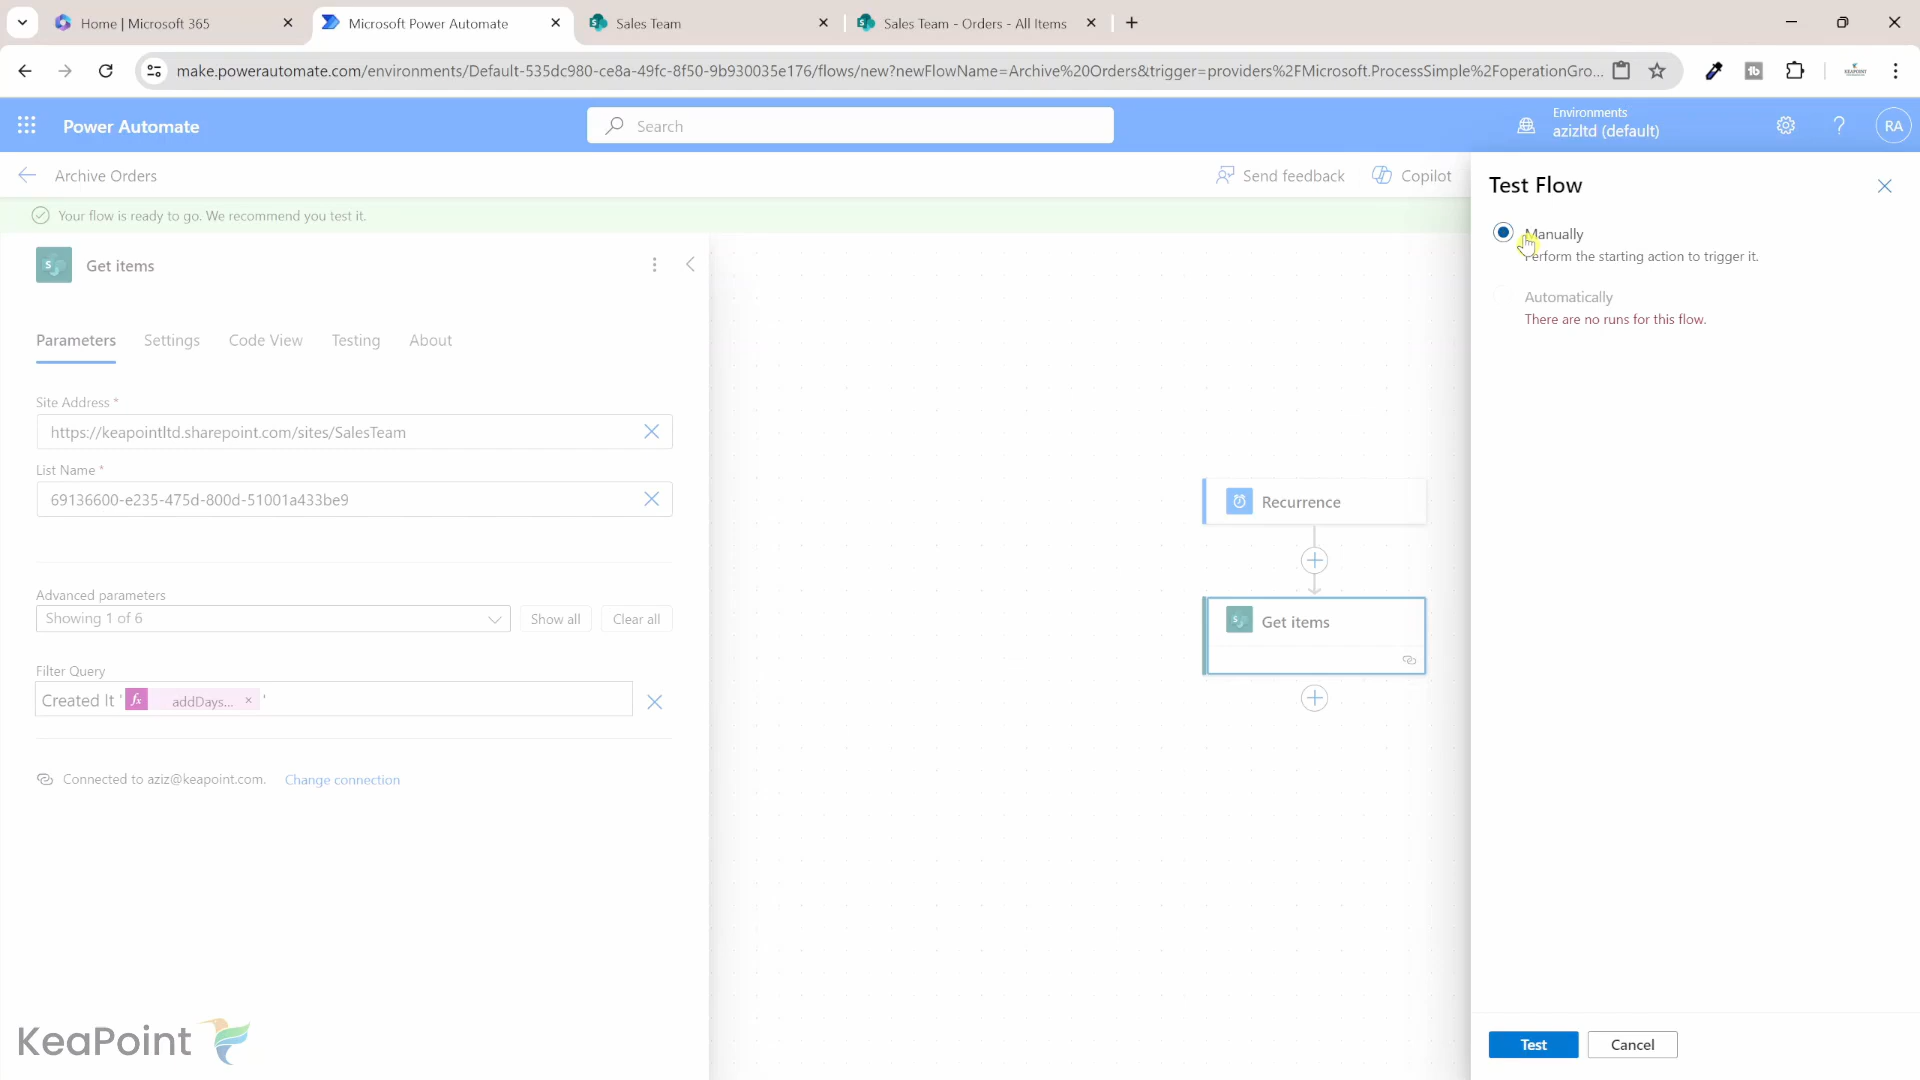 Home | Microsoft 365
Microsoft Power Automate
Sales Team
Sales Team - Orders - All Items
make.powerautomate.com/environments/Default-535dc980-ce8a-49fc-8f50-9b930035e176/flows/new?newFlowName=Archive%20Orders&trigger=providers%2FMicrosoft.ProcessSimple%2FoperationGro...
Power Automate
Search
Environments
azizltd (default)
RA
Archive Orders
Send feedback
Copilot
Your flow is ready to go. We recommend you test it.
Get items
Parameters
Settings
Code View
Testing
About
Site Address *
https://keapointltd.sharepoint.com/sites/SalesTeam
List Name *
69136600-e235-475d-800d-51001a433be9
Advanced parameters
Showing 1 of 6
Show all
Clear all
Filter Query
Created lt ' fx addDays... × '
Connected to aziz@keapoint.com.
Change connection
Recurrence
Get items
Test Flow
Manually
Perform the starting action to trigger it.
Automatically
There are no runs for this flow.
Test
Cancel
KeaPoint